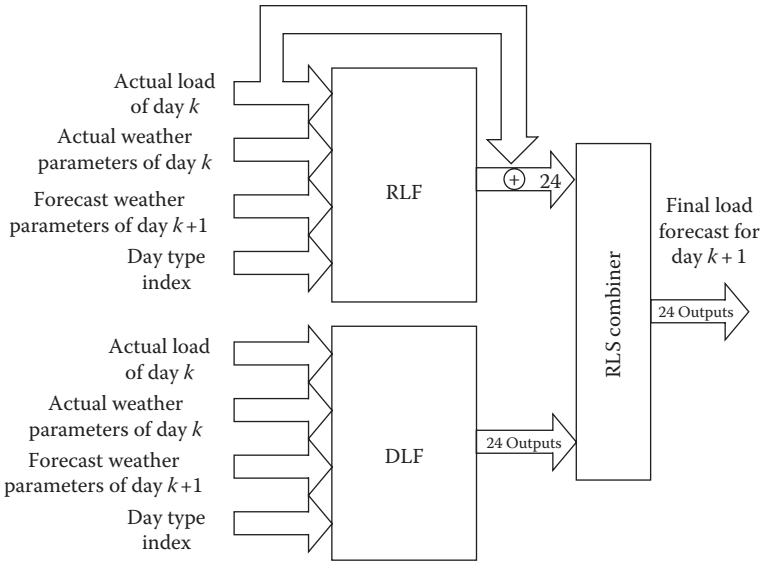 Actual load
of day k
Actual weather
parameters of day k
Forecast weather
parameters of day k+1
Day type
index
RLF
+ 24
Actual load
of day k
Actual weather
parameters of day k
Forecast weather
parameters of day k+1
Day type
index
DLF
24 Outputs
RLS combiner
Final load
forecast for
day k + 1
24 Outputs